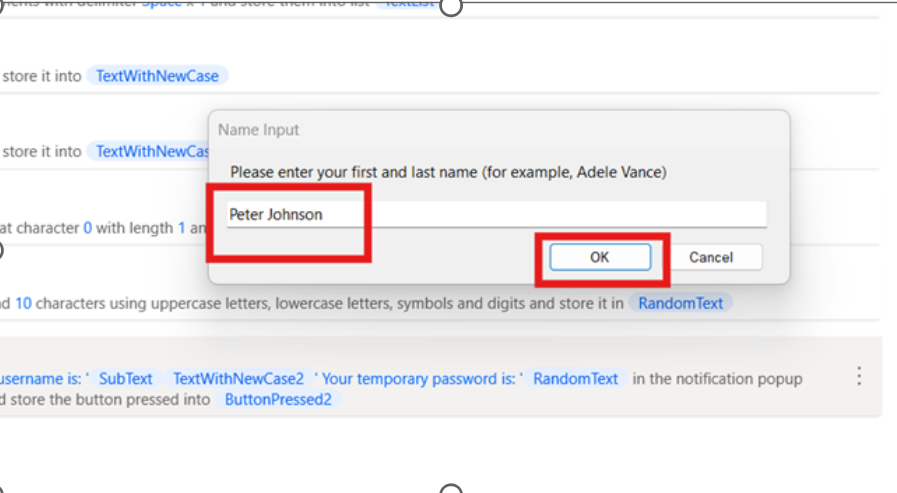 ents with delimiter Space x 1 and store them into list TextList
store it into TextWithNewCase
Name Input
store it into TextWithNewCas
Please enter your first and last name (for example, Adele Vance)
Peter Johnson
at character 0 with length 1 an
OK Cancel
d 10 characters using uppercase letters, lowercase letters, symbols and digits and store it in RandomText
username is: ' SubText TextWithNewCase2 ' Your temporary password is: ' RandomText in the notification popup
d store the button pressed into ButtonPressed2